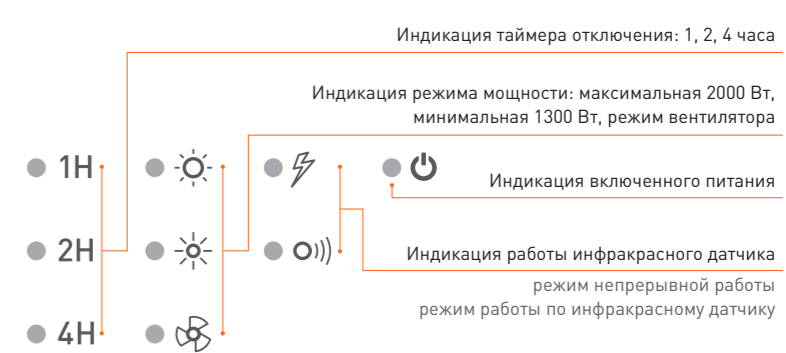 Индикация таймера отключения: 1, 2, 4 часа
Индикация режима мощности: максимальная 2000 Вт,
минимальная 1300 Вт, режим вентилятора
1H
Индикация включенного питания
2H
Индикация работы инфракрасного датчика
режим непрерывной работы
режим работы по инфракрасному датчику
4H